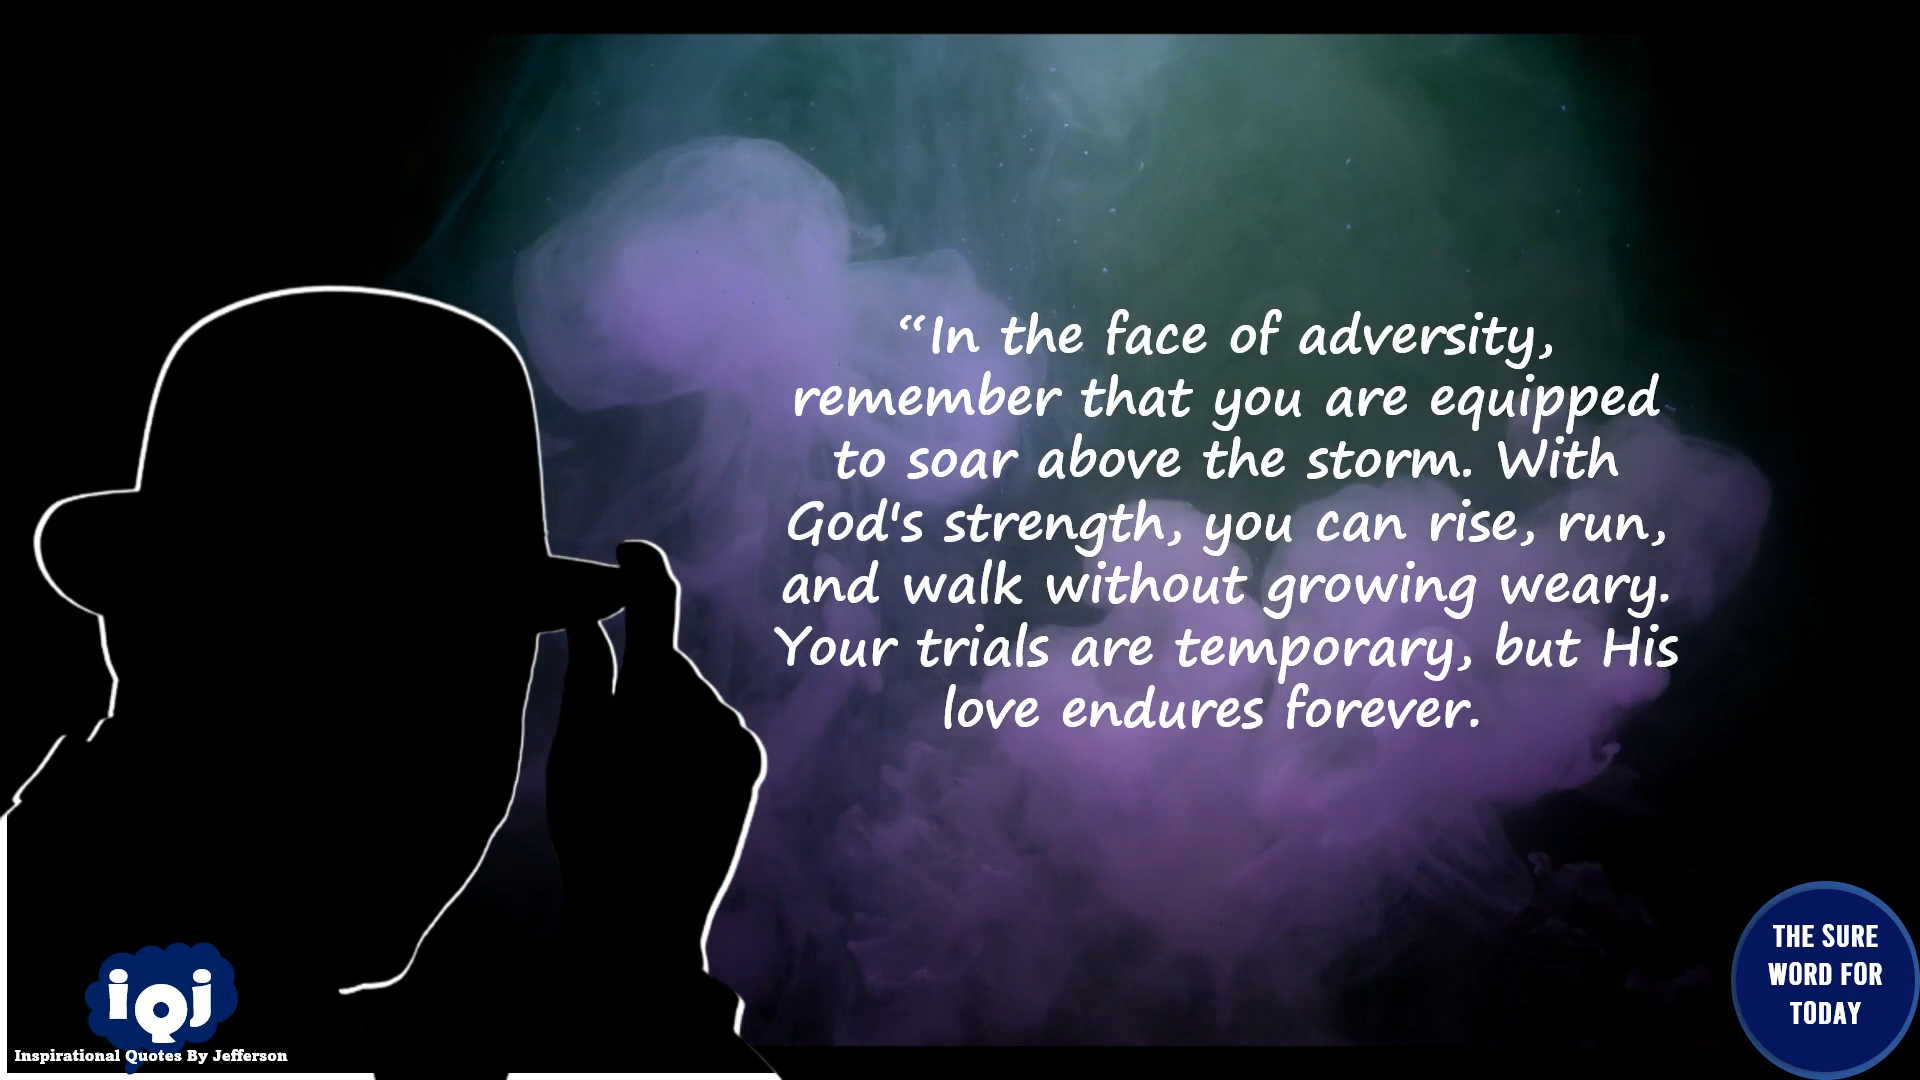 “In the face of adversity,
remember that you are equipped
to soar above the storm. With
God's strength, you can rise, run,
and walk without growing weary.
Your trials are temporary, but His
love endures forever.
iQj
Inspirational Quotes By Jefferson
THE SURE
WORD FOR
TODAY